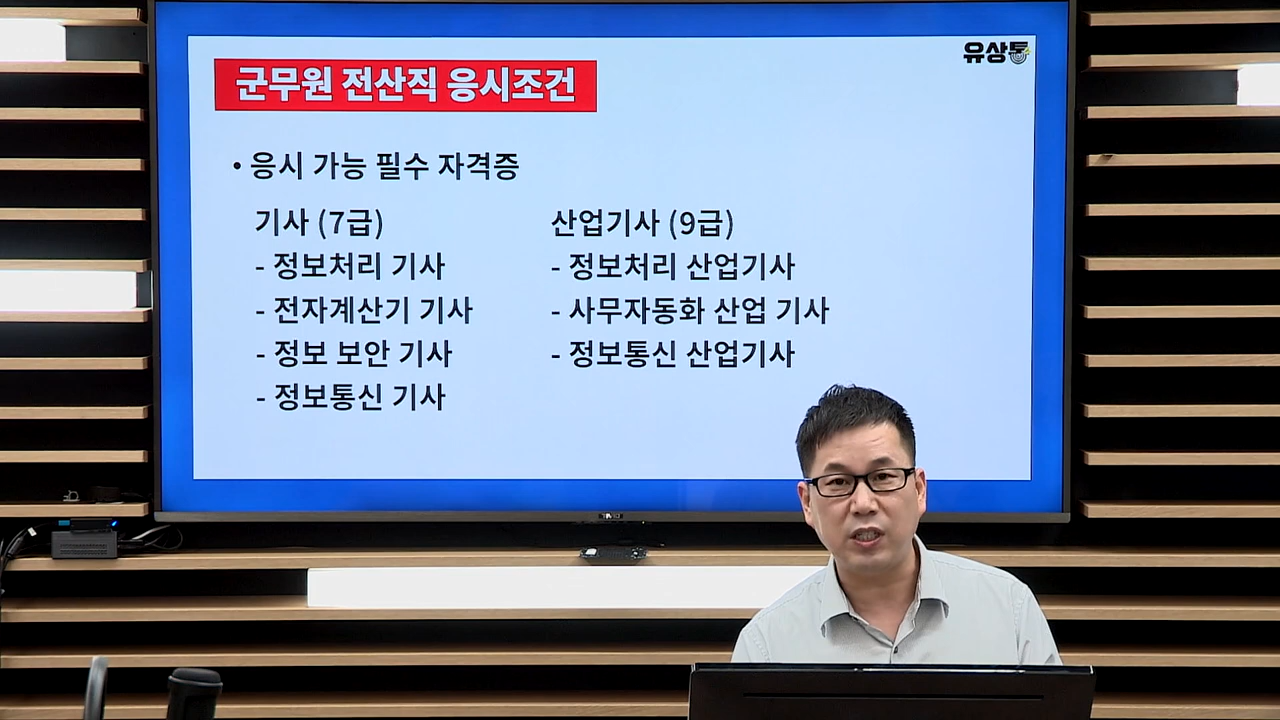 유상통
군무원 전산직 응시조건
• 응시 가능 필수 자격증
기사 (7급)
- 정보처리 기사
- 전자계산기 기사
- 정보 보안 기사
- 정보통신 기사
산업기사 (9급)
- 정보처리 산업기사
- 사무자동화 산업 기사
- 정보통신 산업기사